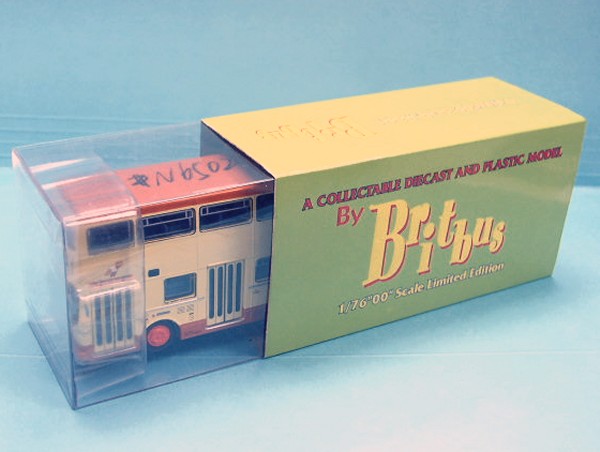 A COLLECTABLE DIECAST AND PLASTIC MODEL
By Britbus
1/76"00" Scale Limited Edition